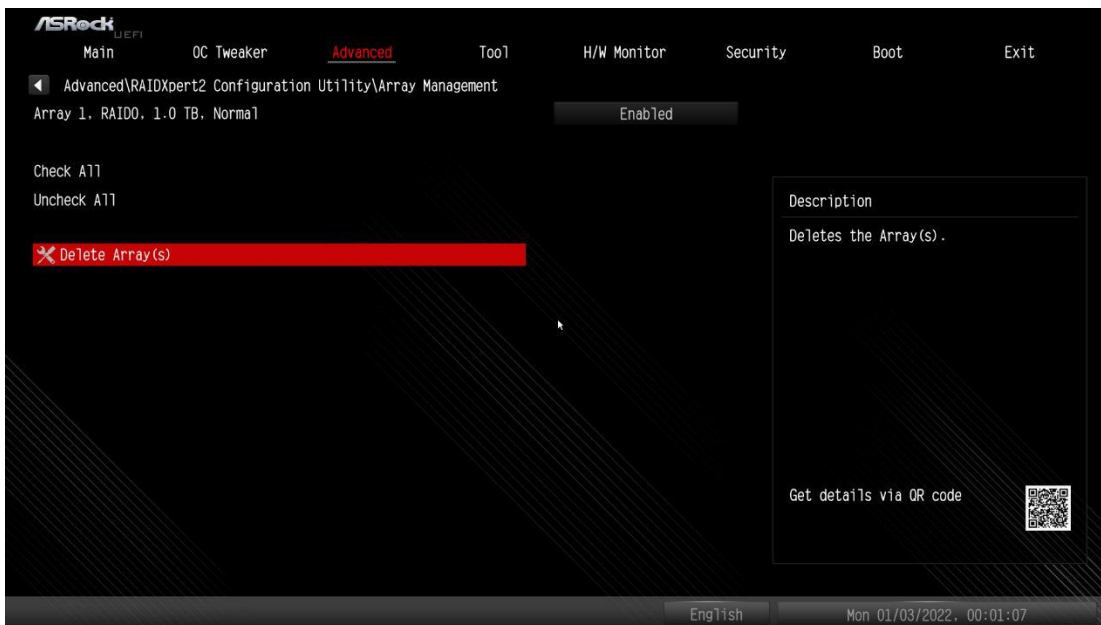 ASRock UEFI
Main OC Tweaker Advanced Tool H/W Monitor Security Boot Exit
Advanced\RAIDXpert2 Configuration Utility\Array Management
Array 1, RAID0, 1.0 TB, Normal Enabled
Check All
Uncheck All
Description
Deletes the Array(s).
Delete Array(s)
Get details via QR code
English Mon 01/03/2022, 00:01:07